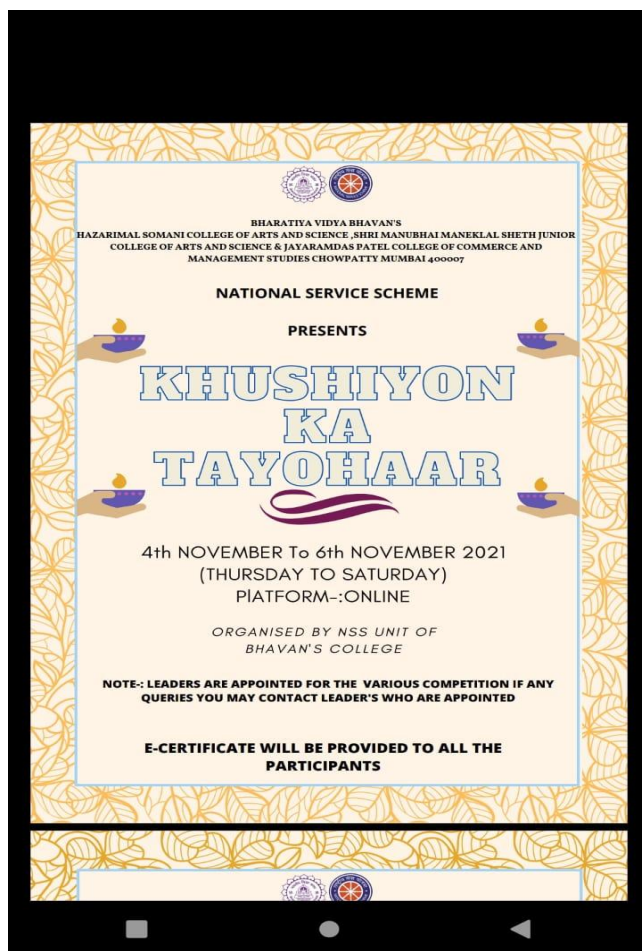 BHARATIYA VIDYA BHAVAN'S
HAZARIMAL SOMANI COLLEGE OF ARTS AND SCIENCE ,SHRI MANUBHAI MANEKLAL SHETH JUNIOR
COLLEGE OF ARTS AND SCIENCE & JAYARAMDAS PATEL COLLEGE OF COMMERCE AND
MANAGEMENT STUDIES CHOWPATTY MUMBAI 400007
NATIONAL SERVICE SCHEME
PRESENTS
KHUSHIYON
KA
TAYOHAAR
4th NOVEMBER To 6th NOVEMBER 2021
(THURSDAY TO SATURDAY)
PlATFORM-:ONLINE
ORGANISED BY NSS UNIT OF
BHAVAN'S COLLEGE
NOTE-: LEADERS ARE APPOINTED FOR THE VARIOUS COMPETITION IF ANY
QUERIES YOU MAY CONTACT LEADER'S WHO ARE APPOINTED
E-CERTIFICATE WILL BE PROVIDED TO ALL THE
PARTICIPANTS